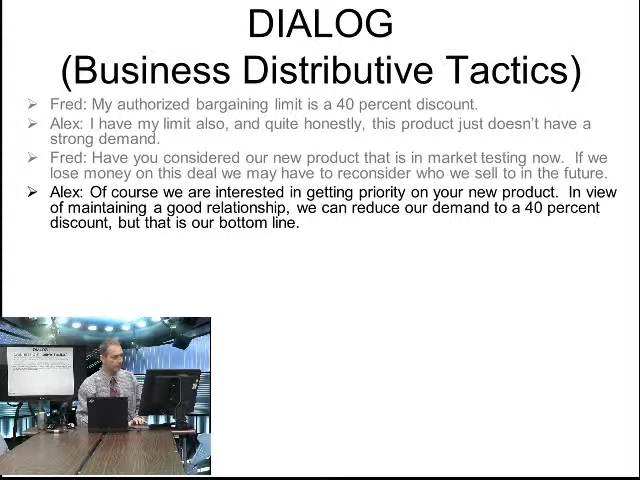 DIALOG
(Business Distributive Tactics)
➢ Fred: My authorized bargaining limit is a 40 percent discount.
➢ Alex: I have my limit also, and quite honestly, this product just doesn't have a
strong demand.
➢ Fred: Have you considered our new product that is in market testing now.  If we
lose money on this deal we may have to reconsider who we sell to in the future.
➢ Alex: Of course we are interested in getting priority on your new product.  In view
of maintaining a good relationship, we can reduce our demand to a 40 percent
discount, but that is our bottom line.
DIALOG